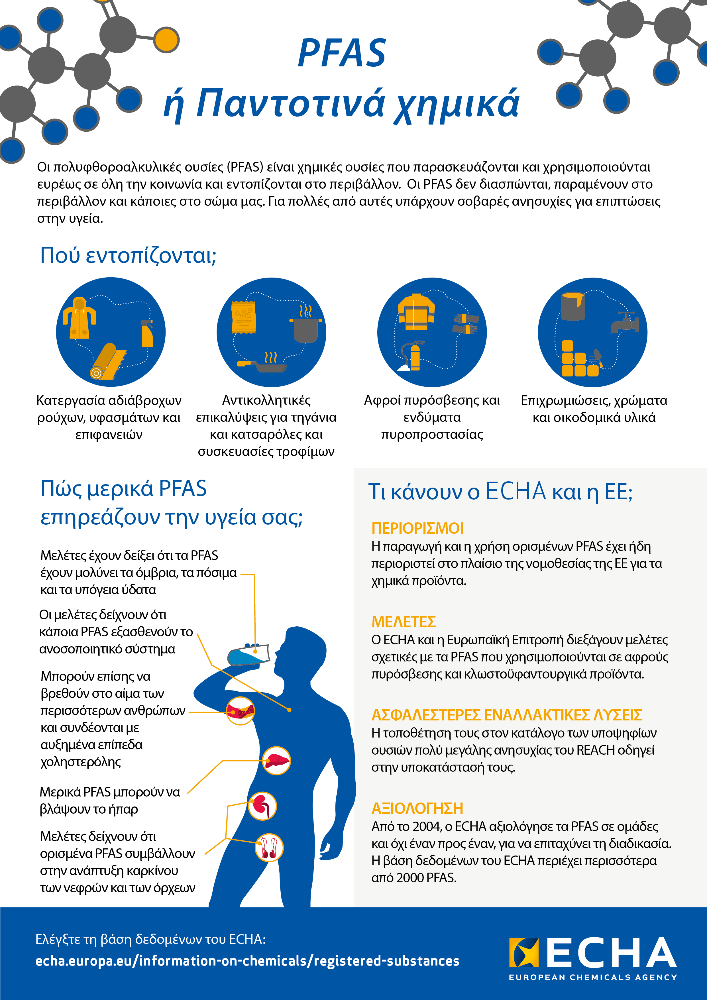 PFAS
ή Παντοτινά χημικά
Οι πολυφθοροαλκυλικές ουσίες (PFAS) είναι χημικές ουσίες που παρασκευάζονται και χρησιμοποιούνται
ευρέως σε όλη την κοινωνία και εντοπίζονται στο περιβάλλον. Οι PFAS δεν διασπώνται, παραμένουν στο
περιβάλλον και κάποιες στο σώμα μας. Για πολλές από αυτές υπάρχουν σοβαρές ανησυχίες για επιπτώσεις
στην υγεία.
Πού εντοπίζονται;
Κατεργασία αδιάβροχων
ρούχων, υφασμάτων και
επιφανειών
Αντικολλητικές
επικαλύψεις για τηγάνια
και κατσαρόλες και
συσκευασίες τροφίμων
Αφροί πυρόσβεσης και
ενδύματα
πυροπροστασίας
Επιχρωμιώσεις, χρώματα
και οικοδομικά υλικά
Πώς μερικά PFAS
επηρεάζουν την υγεία σας;
Μελέτες έχουν δείξει ότι τα PFAS
έχουν μολύνει τα όμβρια, τα πόσιμα
και τα υπόγεια ύδατα
Οι μελέτες δείχνουν ότι
κάποια PFAS εξασθενούν το
ανοσοποιητικό σύστημα
Μπορούν επίσης να
βρεθούν στο αίμα των
περισσότερων ανθρώπων
και συνδέονται με
αυξημένα επίπεδα
χοληστερόλης
Μερικά PFAS μπορούν να
βλάψουν το ήπαρ
Μελέτες δείχνουν ότι
ορισμένα PFAS συμβάλλουν
στην ανάπτυξη καρκίνου
των νεφρών και των όρχεων
Τι κάνουν ο ECHA και η ΕΕ;
ΠΕΡΙΟΡΙΣΜΟΙ
Η παραγωγή και η χρήση ορισμένων PFAS έχει ήδη
περιοριστεί στο πλαίσιο της νομοθεσίας της ΕΕ για τα
χημικά προϊόντα.
ΜΕΛΕΤΕΣ
Ο ECHA και η Ευρωπαϊκή Επιτροπή διεξάγουν μελέτες
σχετικές με τα PFAS που χρησιμοποιούνται σε αφρούς
πυρόσβεσης και κλωστοϋφαντουργικά προϊόντα.
ΑΣΦΑΛΕΣΤΕΡΕΣ ΕΝΑΛΛΑΚΤΙΚΕΣ ΛΥΣΕΙΣ
Η τοποθέτηση τους στον κατάλογο των υποψηφίων
ουσιών πολύ μεγάλης ανησυχίας του REACH οδηγεί
στην υποκατάστασή τους.
ΑΞΙΟΛΟΓΗΣΗ
Από το 2004, ο ECHA αξιολόγησε τα PFAS σε ομάδες
και όχι έναν προς έναν, για να επιταχύνει τη διαδικασία.
Η βάση δεδομένων του ECHA περιέχει περισσότερα
από 2000 PFAS.
Ελέγξτε τη βάση δεδομένων του ECHA:
echa.europa.eu/information-on-chemicals/registered-substances
ECHA
EUROPEAN CHEMICALS AGENCY